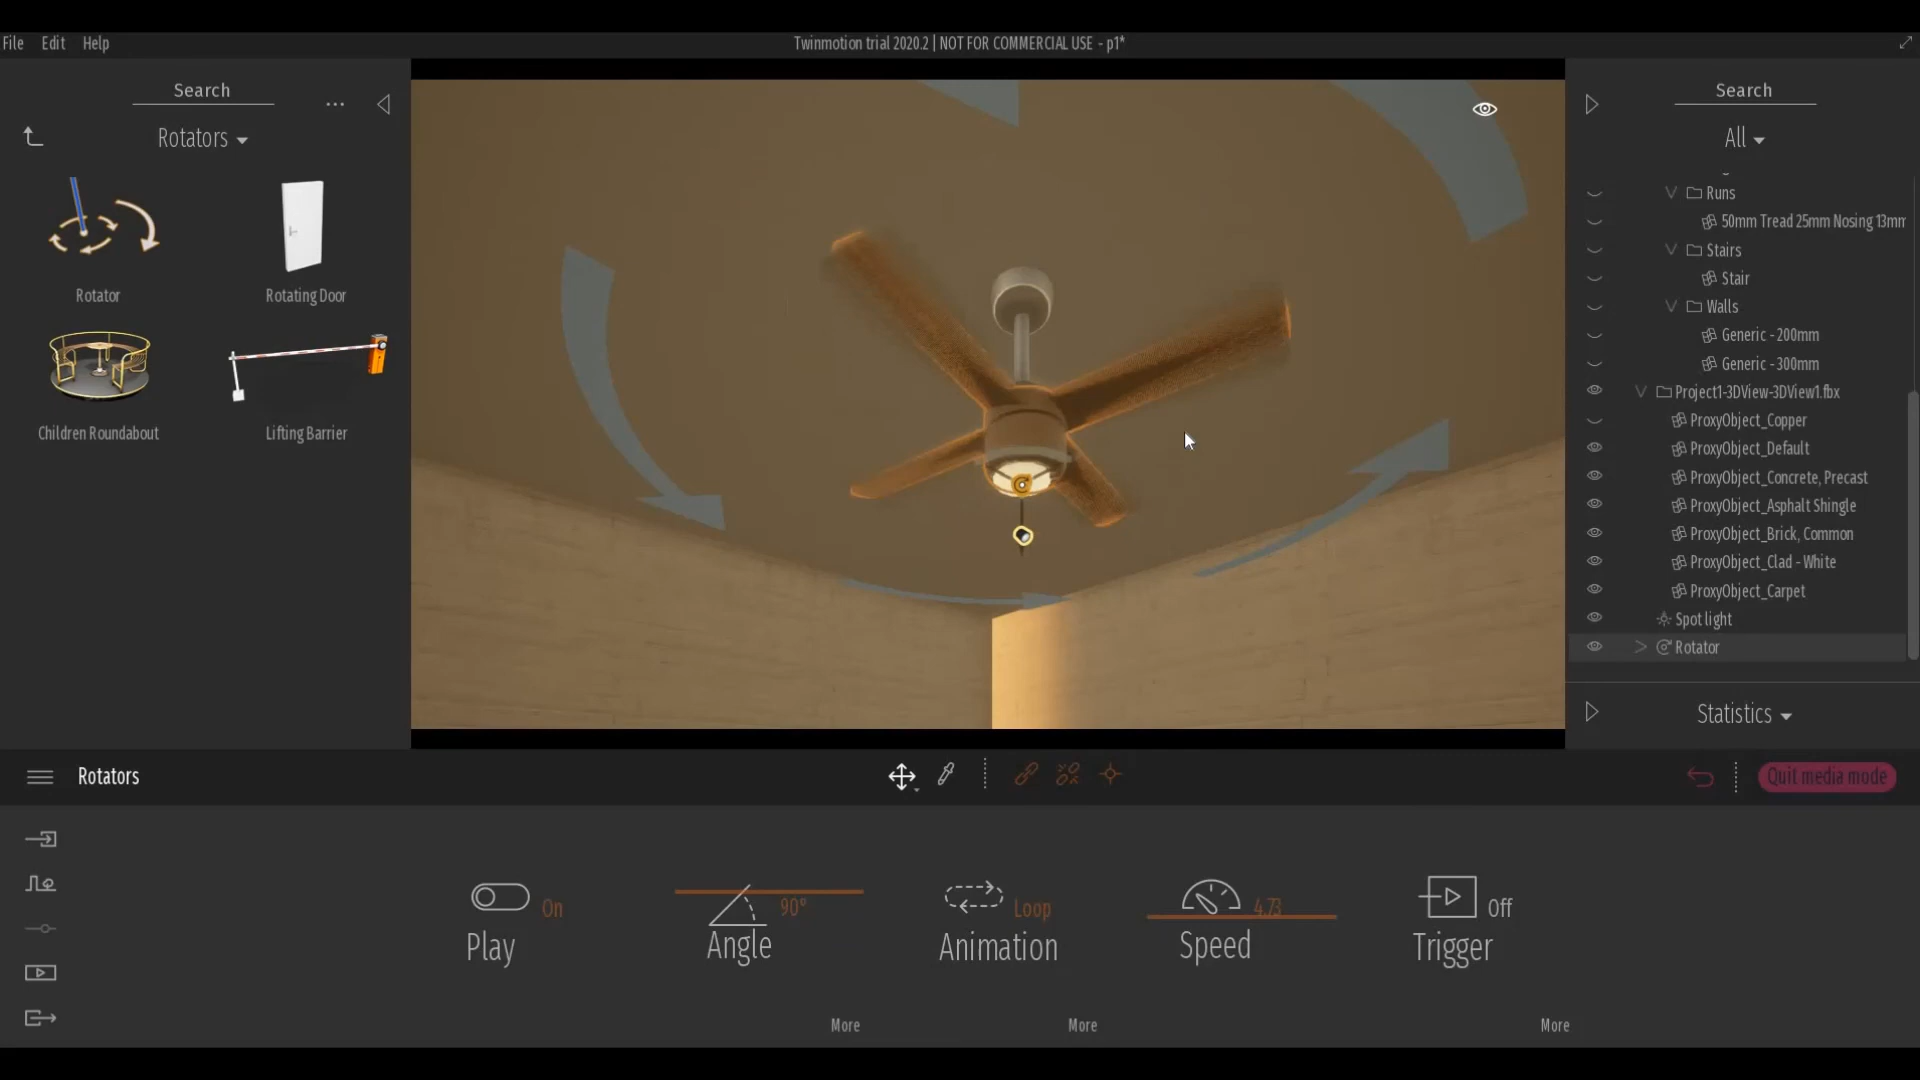 File Edit Help
Twinmotion trial 2020.2 | NOT FOR COMMERCIAL USE - p1*
Search
...
Rotators
Rotator
Rotating Door
Children Roundabout
Lifting Barrier
Search
All
Runs
50mm Tread 25mm Nosing 13mm
Stairs
Stair
Walls
Generic - 200mm
Generic - 300mm
Project1-3DView-3DView1.fbx
ProxyObject_Copper
ProxyObject_Default
ProxyObject_Concrete, Precast
ProxyObject_Asphalt Shingle
ProxyObject_Brick, Common
ProxyObject_Clad - White
ProxyObject_Carpet
Spot light
Rotator
Statistics
Rotators
Quit media mode
On
Play
90°
Angle
Loop
Animation
4.73
Speed
Off
Trigger
More
More
More